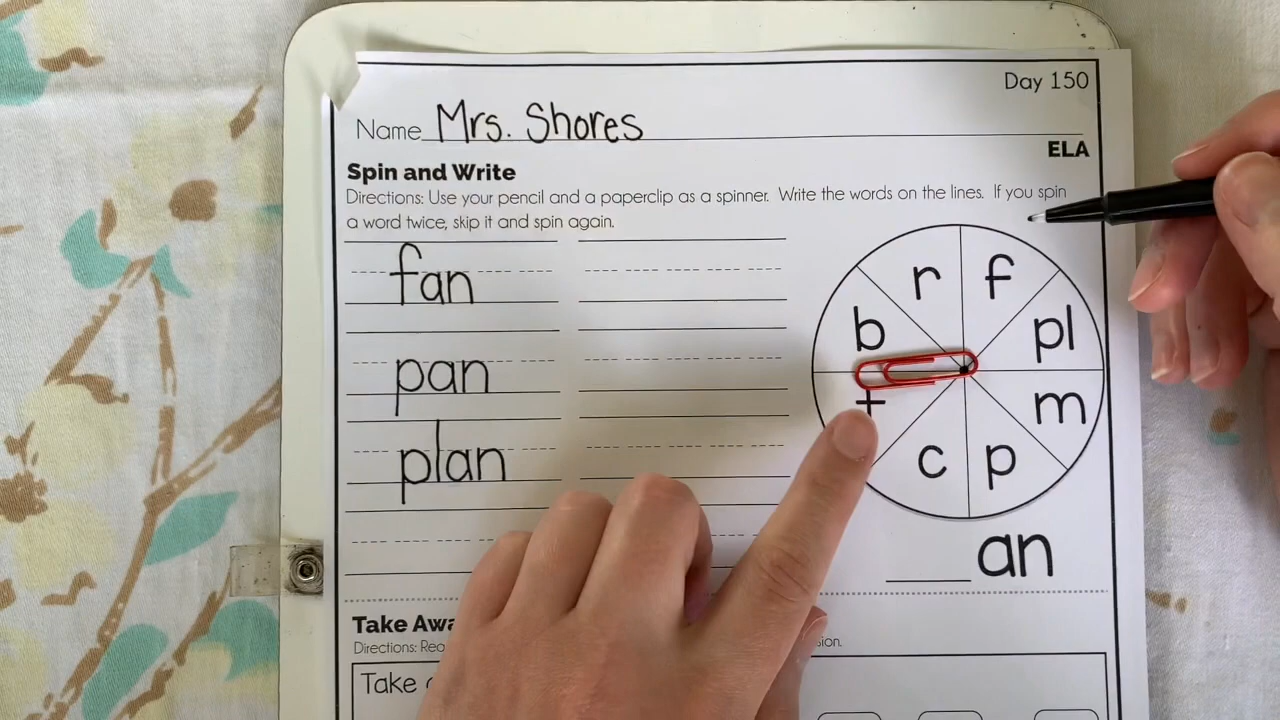 Day 150
Name Mrs. Shores
ELA
Spin and Write
Directions: Use your pencil and a paperclip as a spinner. Write the words on the lines. If you spin
a word twice, skip it and spin again.
fan
pan
plan
r f
b pl
t m
c p
an
Take
Directions:
Take